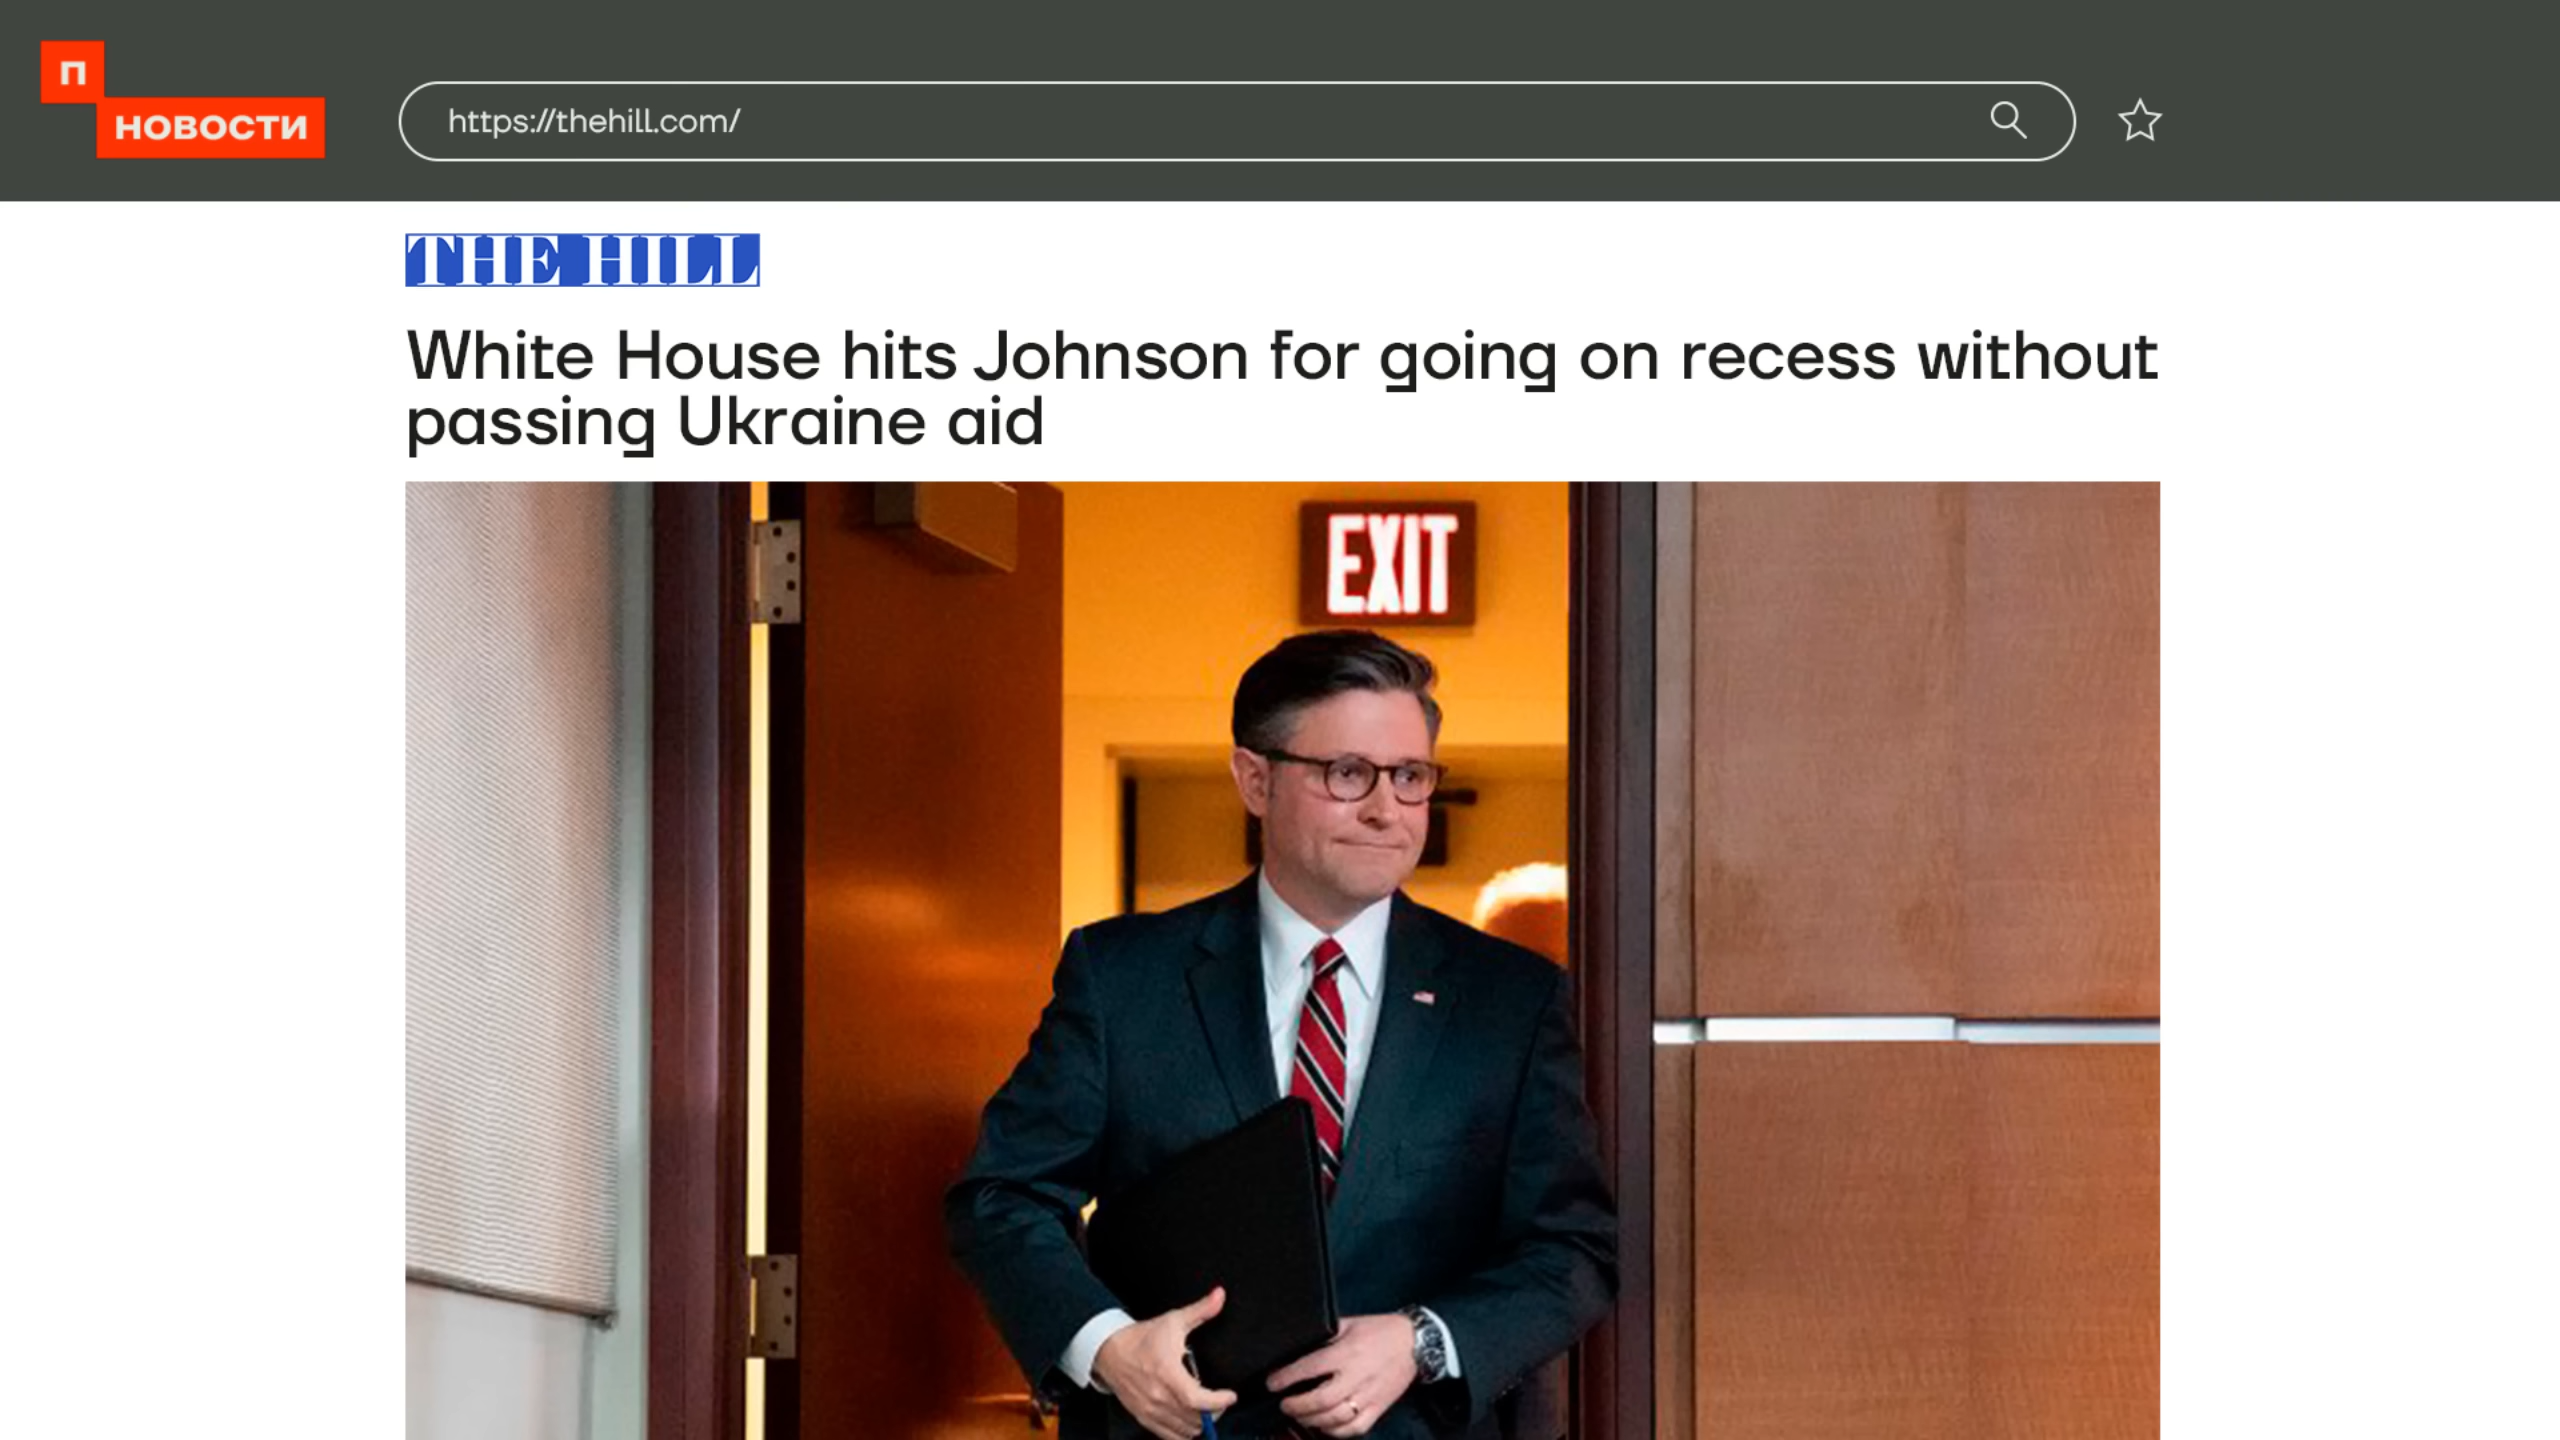 П
НОВОСТИ
https://thehill.com/
THE HILL
White House hits Johnson for going on recess without
passing Ukraine aid
EXIT